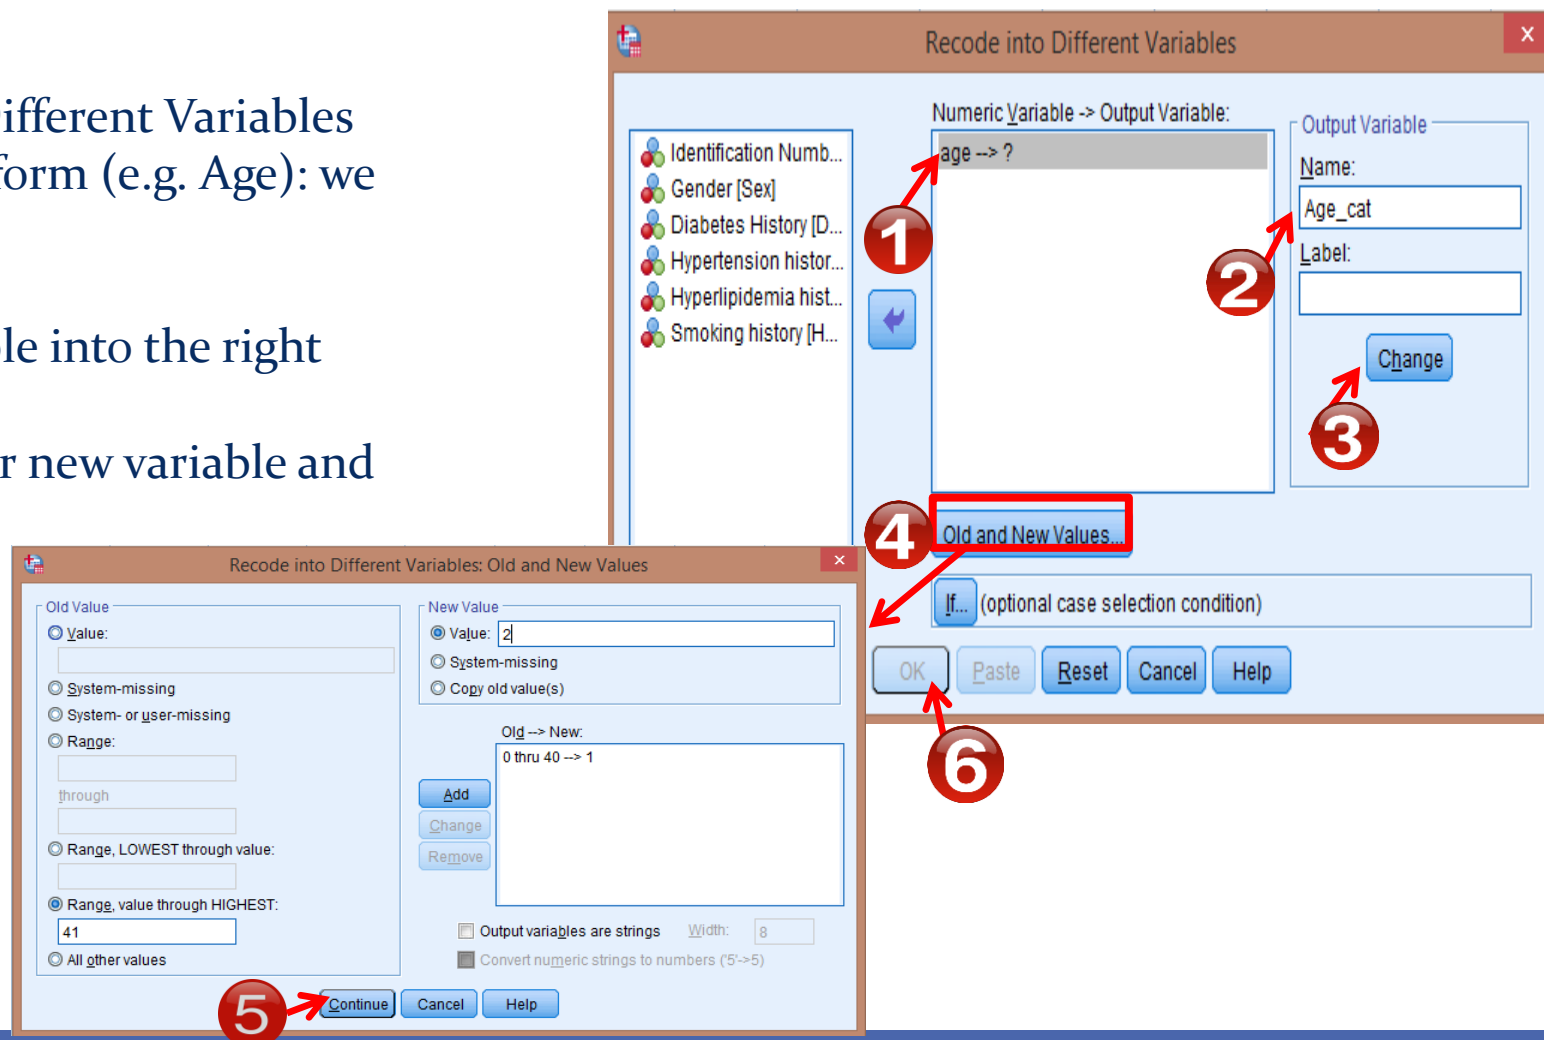 ifferent Variables
form (e.g. Age): we
le into the right
r new variable and
Recode into Different Variables
x
Identification Numb...
Gender [Sex]
Diabetes History [D...
Hypertension histor...
Hyperlipidemia hist...
Smoking history [H...
Numeric Variable -> Output Variable:
age --> ?
1
Output Variable
Name:
Age_cat
2
Label:
Change
3
4
Old and New Values...
If... (optional case selection condition)
OK Paste Reset Cancel Help
6
Recode into Different Variables: Old and New Values
x
Old Value
Value:
System-missing
System- or user-missing
Range:
through
Range, LOWEST through value:
Range, value through HIGHEST:
41
All other values
New Value
Value: 2
System-missing
Copy old value(s)
Old --> New:
0 thru 40 --> 1
Add
Change
Remove
Output variables are strings Width: 8
Convert numeric strings to numbers ('5'->5)
5
Continue Cancel Help